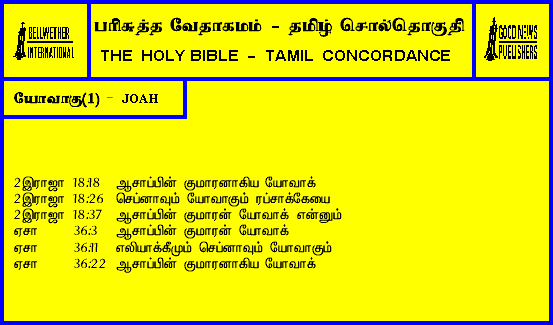 BELLWETHER
INTERNATIONAL
பரிசுத்த வேதாகமம் - தமிழ் சொல்தொகுதி
THE HOLY BIBLE - TAMIL CONCORDANCE
GOOD NEWS
PUBLISHERS
யோவாகு(1) - JOAH
2இராஜா 18:18 ஆசாப்பின் குமாரனாகிய யோவாக்
2இராஜா 18:26 செப்னாவும் யோவாகும் ரப்சாக்கேயை
2இராஜா 18:37 ஆசாப்பின் குமாரன் யோவாக் என்னும்
ஏசா 36:3 ஆசாப்பின் குமாரன் யோவாக்
ஏசா 36:11 எலியாக்கீமும் செப்னாவும் யோவாகும்
ஏசா 36:22 ஆசாப்பின் குமாரனாகிய யோவாக்